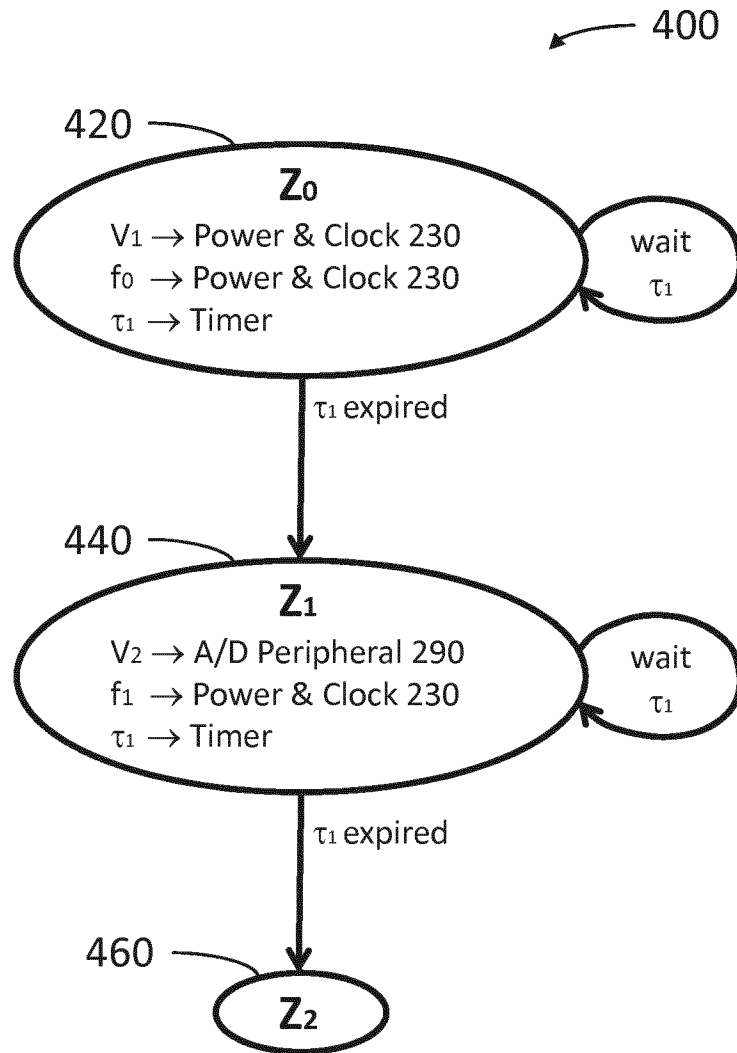 400
420
Z0
V1 → Power & Clock 230
f0 → Power & Clock 230
τ1 → Timer
wait
τ1
τ1 expired
440
Z1
V2 → A/D Peripheral 290
f1 → Power & Clock 230
τ1 → Timer
wait
τ1
τ1 expired
460
Z2